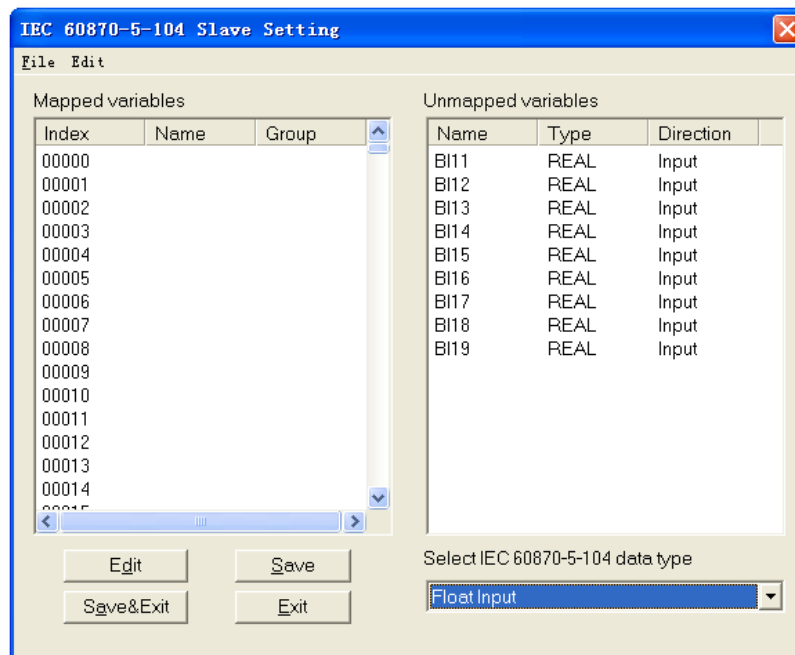 IEC 60870-5-104 Slave Setting
File Edit
Mapped variables
Index Name Group
00000
00001
00002
00003
00004
00005
00006
00007
00008
00009
00010
00011
00012
00013
00014
Edit Save
Save&Exit Exit
Unmapped variables
Name Type Direction
BI11 REAL Input
BI12 REAL Input
BI13 REAL Input
BI14 REAL Input
BI15 REAL Input
BI16 REAL Input
BI17 REAL Input
BI18 REAL Input
BI19 REAL Input
Select IEC 60870-5-104 data type
Float Input